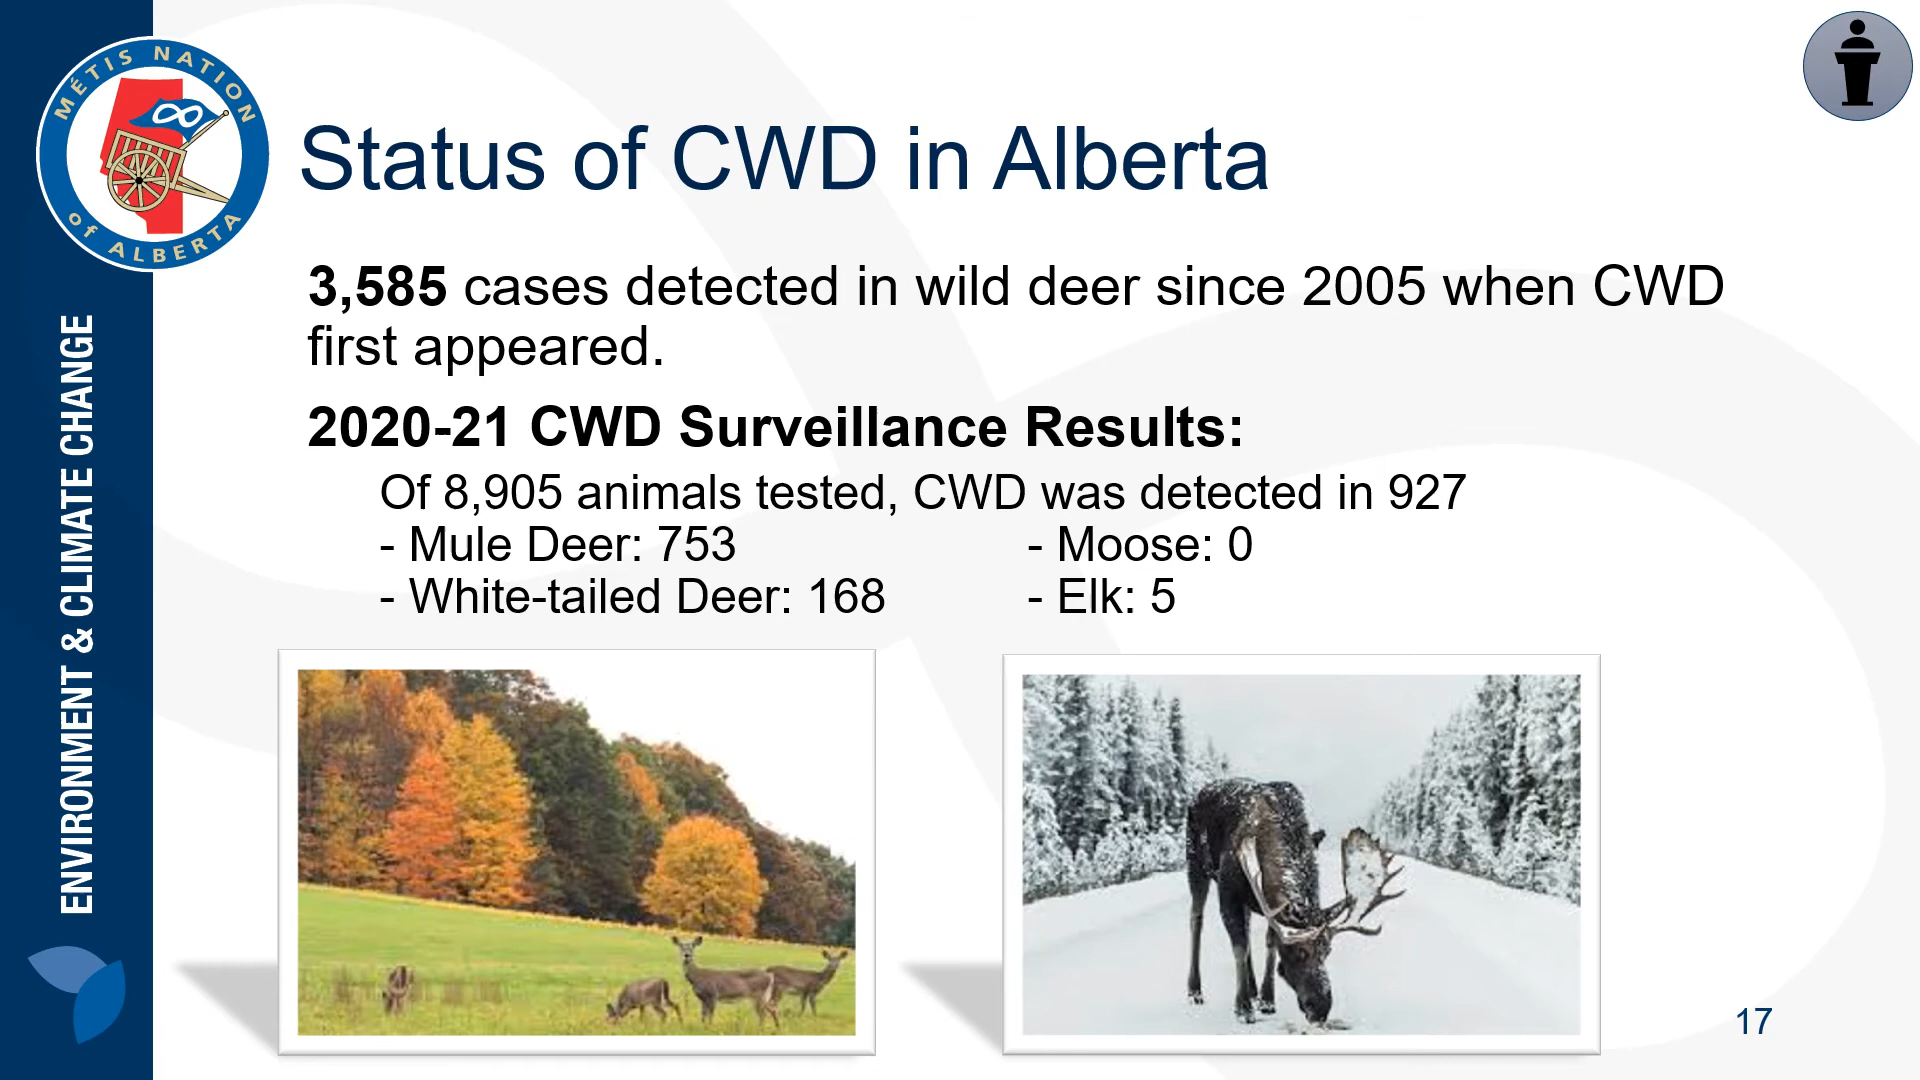 MÉTIS NATION
of ALBERTA
ENVIRONMENT & CLIMATE CHANGE
Status of CWD in Alberta
3,585 cases detected in wild deer since 2005 when CWD
first appeared.
2020-21 CWD Surveillance Results:
Of 8,905 animals tested, CWD was detected in 927
- Mule Deer: 753 - Moose: 0
- White-tailed Deer: 168 - Elk: 5
17